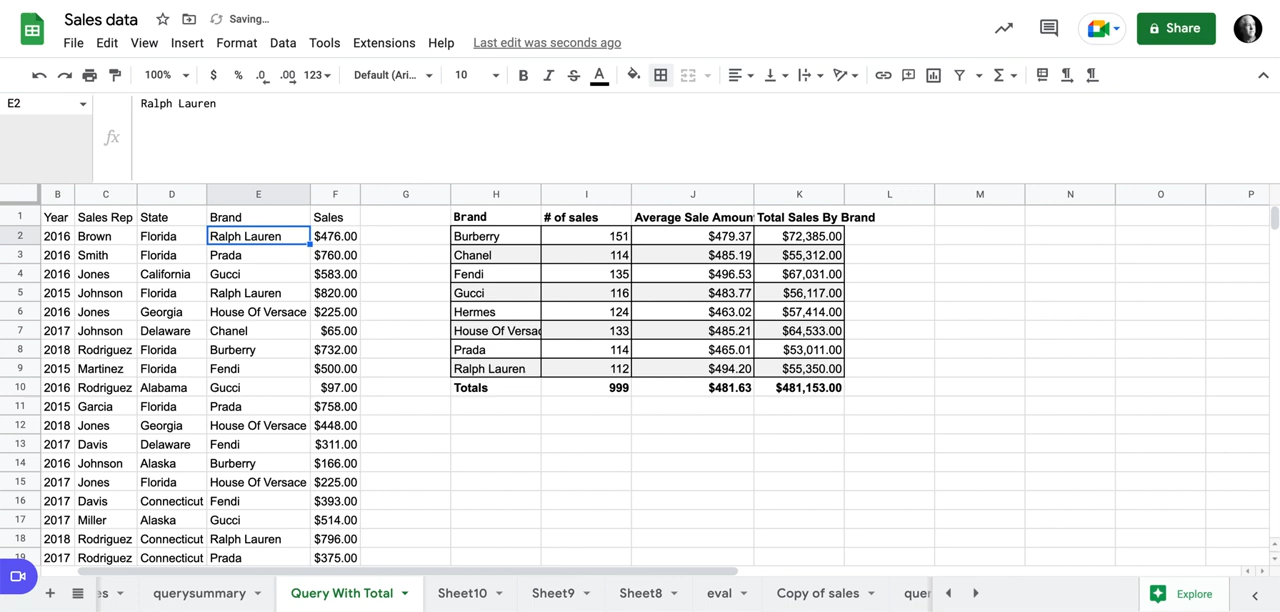 Sales data Saving...
File Edit View Insert Format Data Tools Extensions Help Last edit was seconds ago
Share
100% $ % .0 .00 123 Default (Ari... 10 B I S A
E2 Ralph Lauren
fx
B C D E F G H I J K L M N O P
1 Year Sales Rep State Brand Sales Brand # of sales Average Sale Amoun Total Sales By Brand
2 2016 Brown Florida Ralph Lauren $476.00 Burberry 151 $479.37 $72,385.00
3 2016 Smith Florida Prada $760.00 Chanel 114 $485.19 $55,312.00
4 2016 Jones California Gucci $583.00 Fendi 135 $496.53 $67,031.00
5 2015 Johnson Florida Ralph Lauren $820.00 Gucci 116 $483.77 $56,117.00
6 2016 Jones Georgia House Of Versace $225.00 Hermes 124 $463.02 $57,414.00
7 2017 Johnson Delaware Chanel $65.00 House Of Versac 133 $485.21 $64,533.00
8 2018 Rodriguez Florida Burberry $732.00 Prada 114 $465.01 $53,011.00
9 2015 Martinez Florida Fendi $500.00 Ralph Lauren 112 $494.20 $55,350.00
10 2016 Rodriguez Alabama Gucci $97.00 Totals 999 $481.63 $481,153.00
11 2015 Garcia Florida Prada $758.00
12 2018 Jones Georgia House Of Versace $448.00
13 2017 Davis Delaware Fendi $311.00
14 2016 Johnson Alaska Burberry $166.00
15 2017 Jones Florida House Of Versace $225.00
16 2017 Davis Connecticut Fendi $393.00
17 2017 Miller Alaska Gucci $514.00
18 2018 Rodriguez Connecticut Ralph Lauren $796.00
19 2017 Rodriguez Connecticut Prada $375.00
es querysummary Query With Total Sheet10 Sheet9 Sheet8 eval Copy of sales quer Explore